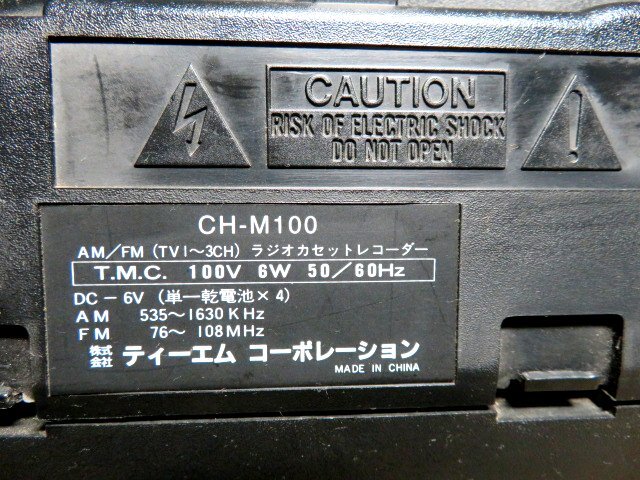 CAUTION
RISK OF ELECTRIC SHOCK
DO NOT OPEN
CH-M100
AM/FM (TV1~3CH) ラジオカセットレコーダー
T.M.C. 100V 6W 50/60Hz
DC - 6V (単一乾電池×4)
AM 535~1630KHz
FM 76~108MHz
株式会社 ティーエム コーポレーション
MADE IN CHINA